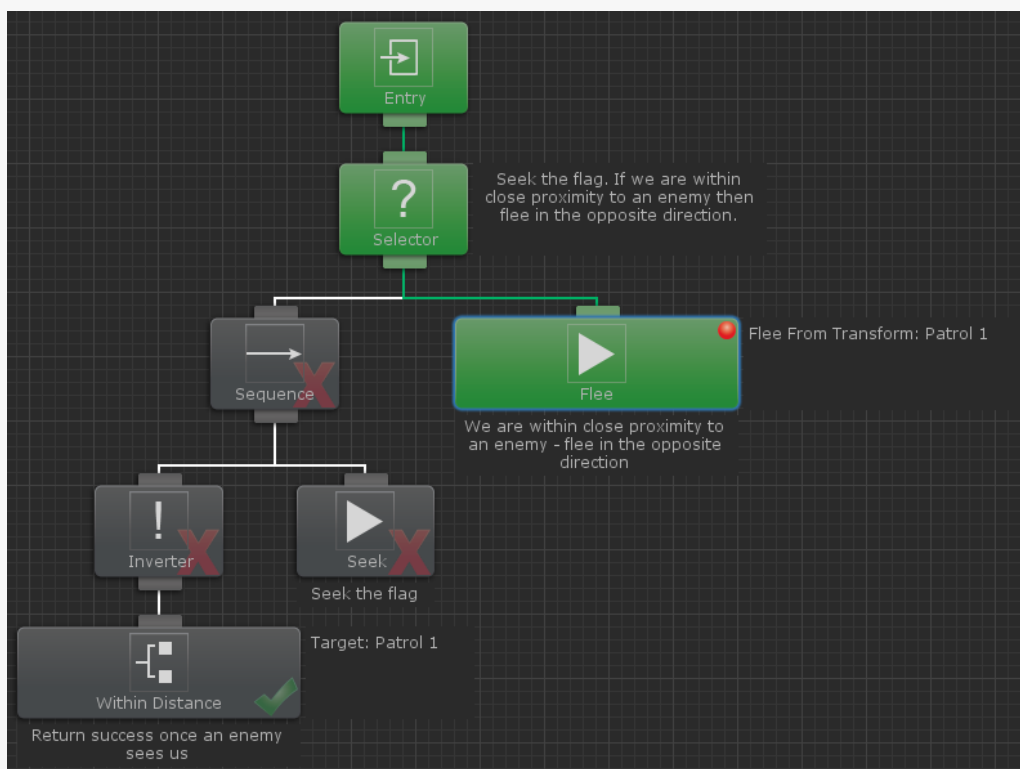 Entry
Seek the flag. If we are within
close proximity to an enemy then
flee in the opposite direction.
?
Selector
Sequence
Flee
Flee From Transform: Patrol 1
We are within close proximity to
an enemy - flee in the opposite
direction
!
Inverter
Seek
Seek the flag
Within Distance
Target: Patrol 1
Return success once an enemy
sees us